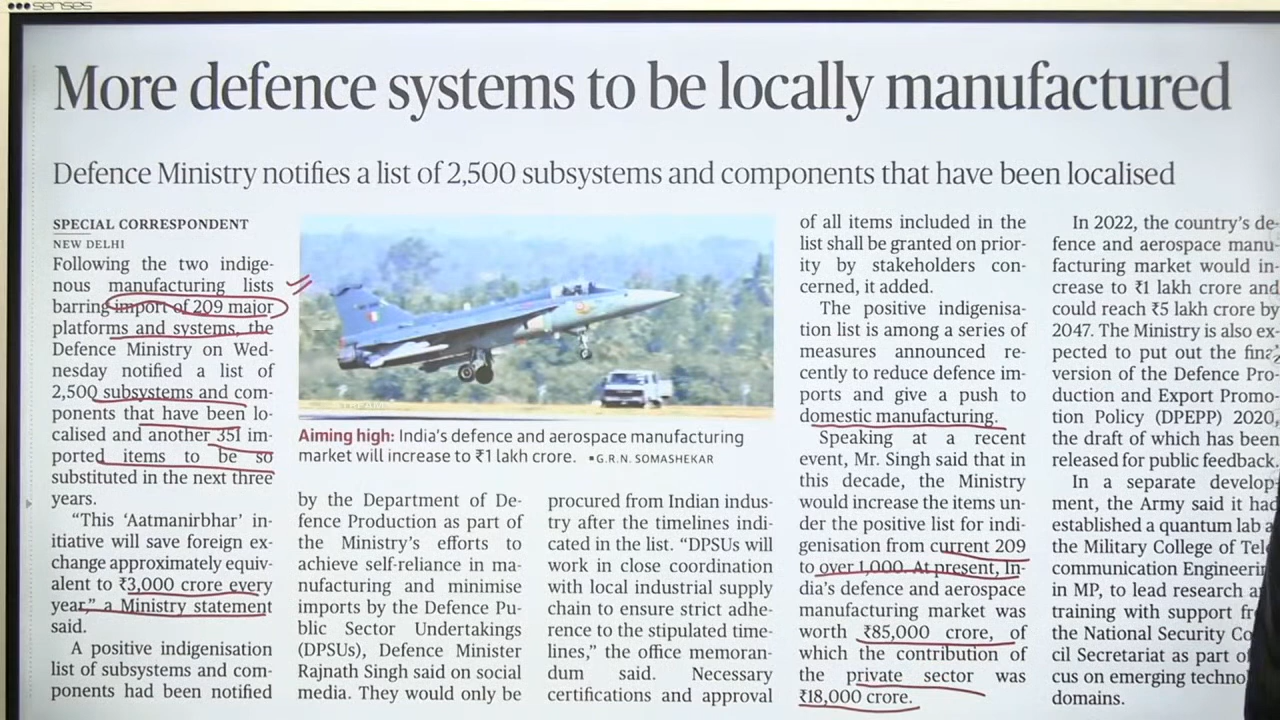 senses
More defence systems to be locally manufactured
Defence Ministry notifies a list of 2,500 subsystems and components that have been localised
SPECIAL CORRESPONDENT
NEW DELHI
Following the two indige-
nous manufacturing lists
barring import of 209 major
platforms and systems, the
Defence Ministry on Wed-
nesday notified a list of
2,500 subsystems and com-
ponents that have been lo-
calised and another 351 im-
ported items to be so
substituted in the next three
years.
“This ‘Aatmanirbhar’ in-
itiative will save foreign ex-
change approximately equiv-
alent to ₹3,000 crore every
year,” a Ministry statement
said.
A positive indigenisation
list of subsystems and com-
ponents had been notified
Aiming high: India’s defence and aerospace manufacturing
market will increase to ₹1 lakh crore. ▪G.R.N. SOMASHEKAR
by the Department of De-
fence Production as part of
the Ministry’s efforts to
achieve self-reliance in ma-
nufacturing and minimise
imports by the Defence Pu-
blic Sector Undertakings
(DPSUs), Defence Minister
Rajnath Singh said on social
media. They would only be
procured from Indian indus-
try after the timelines indi-
cated in the list. “DPSUs will
work in close coordination
with local industrial supply
chain to ensure strict adhe-
rence to the stipulated time-
lines,” the office memoran-
dum said. Necessary
certifications and approval
of all items included in the
list shall be granted on prior-
ity by stakeholders con-
cerned, it added.
The positive indigenisa-
tion list is among a series of
measures announced re-
cently to reduce defence im-
ports and give a push to
domestic manufacturing.
Speaking at a recent
event, Mr. Singh said that in
this decade, the Ministry
would increase the items un-
der the positive list for indi-
genisation from current 209
to over 1,000. At present, In-
dia’s defence and aerospace
manufacturing market was
worth ₹85,000 crore, of
which the contribution of
the private sector was
₹18,000 crore.
In 2022, the country’s de-
fence and aerospace manu-
facturing market would in-
crease to ₹1 lakh crore and
could reach ₹5 lakh crore by
2047. The Ministry is also ex-
pected to put out the final
version of the Defence Pro-
duction and Export Promo-
tion Policy (DPEPP) 2020,
the draft of which has been
released for public feedback.
In a separate develop-
ment, the Army said it had
established a quantum lab a
the Military College of Tele
communication Engineerin
in MP, to lead research a
training with support fr
the National Security Co
cil Secretariat as part of
cus on emerging techno
domains.